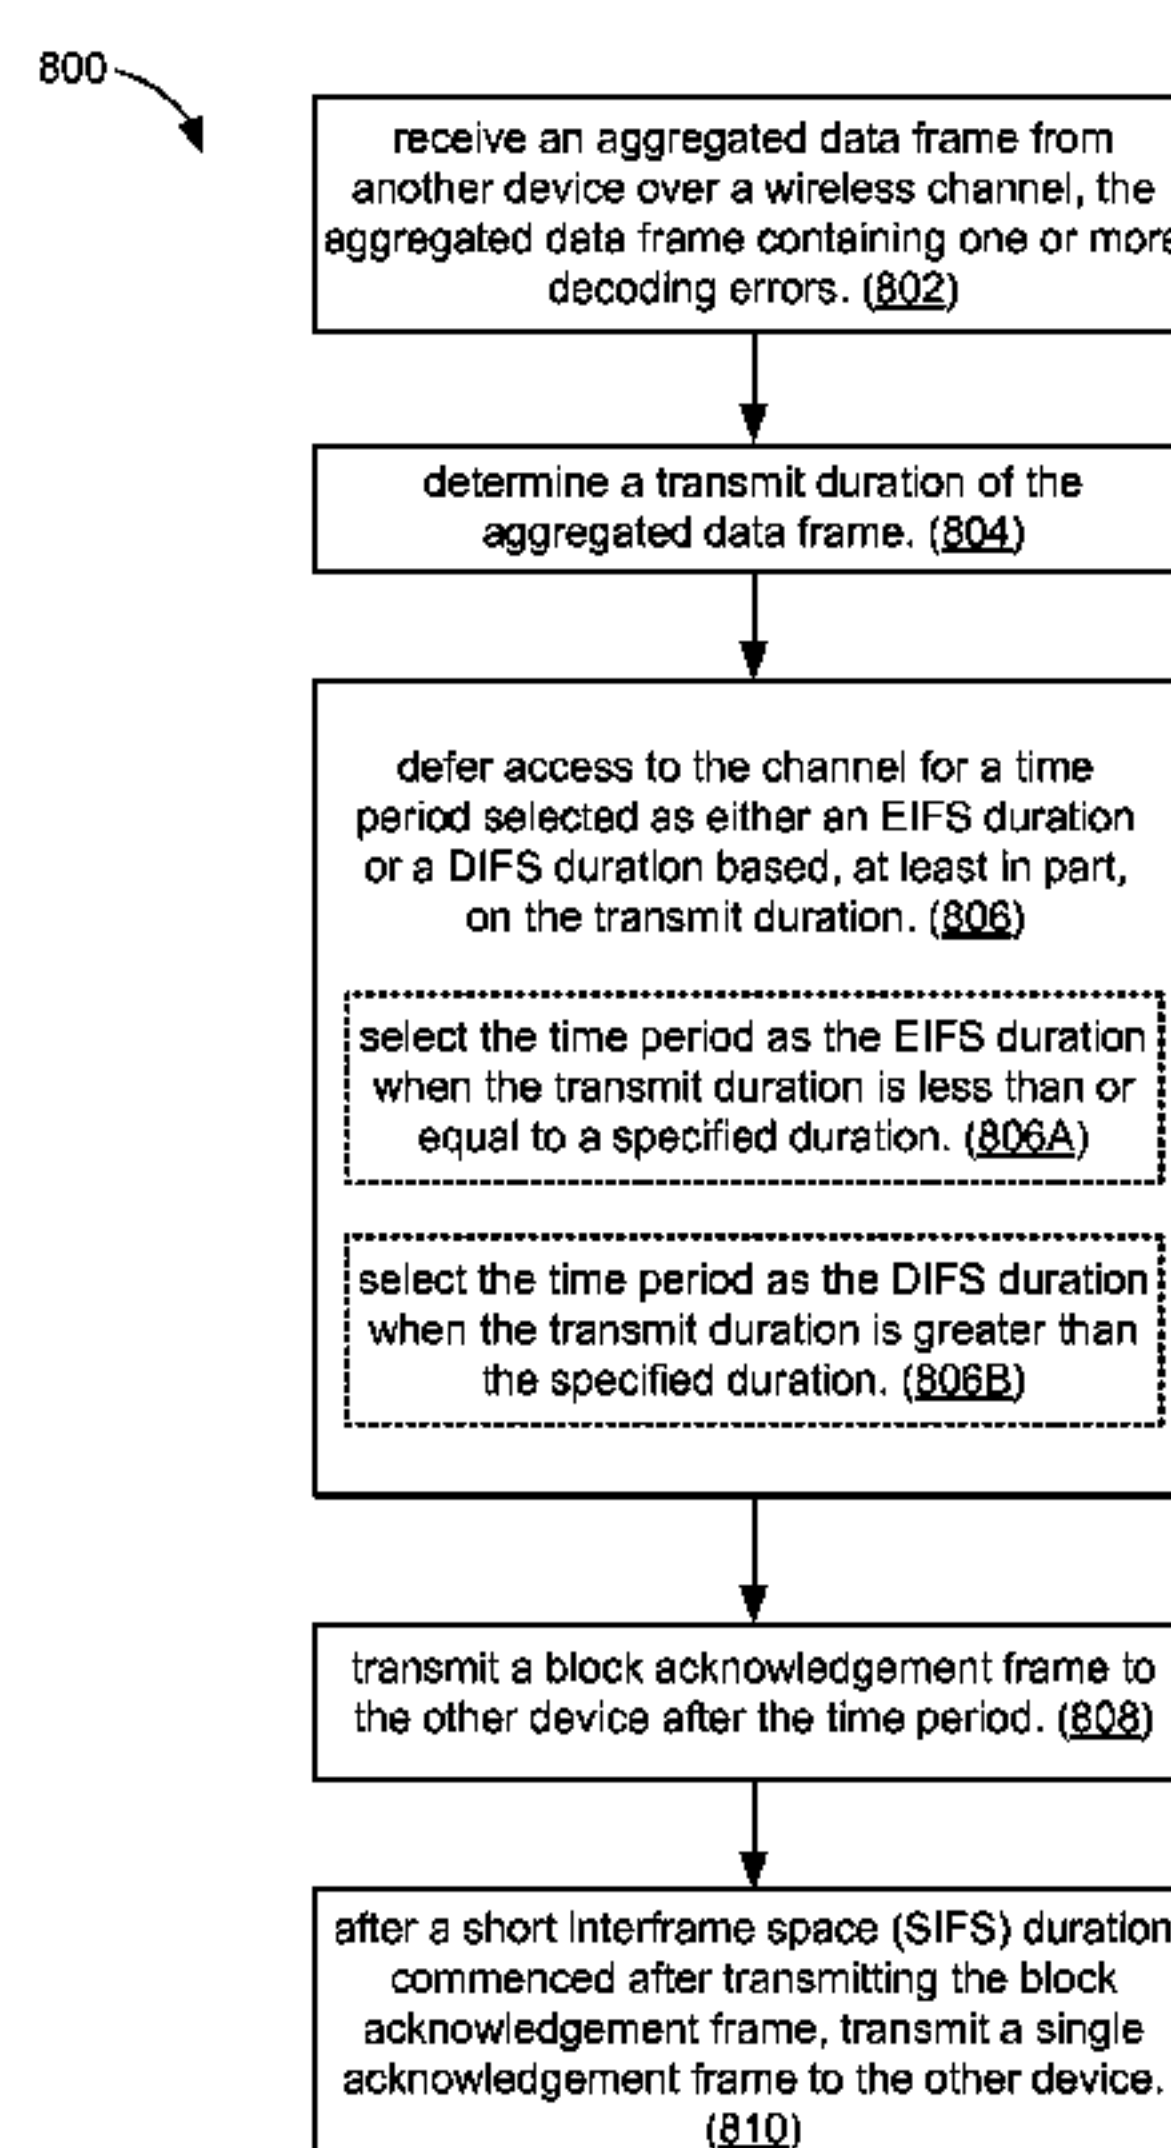 800
receive an aggregated data frame from
another device over a wireless channel, the
aggregated data frame containing one or more
decoding errors. (802)
determine a transmit duration of the
aggregated data frame. (804)
defer access to the channel for a time
period selected as either an EIFS duration
or a DIFS duration based, at least in part,
on the transmit duration. (806)
select the time period as the EIFS duration
when the transmit duration is less than or
equal to a specified duration. (806A)
select the time period as the DIFS duration
when the transmit duration is greater than
the specified duration. (806B)
transmit a block acknowledgement frame to
the other device after the time period. (808)
after a short Interframe space (SIFS) duration
commenced after transmitting the block
acknowledgement frame, transmit a single
acknowledgement frame to the other device.
(810)